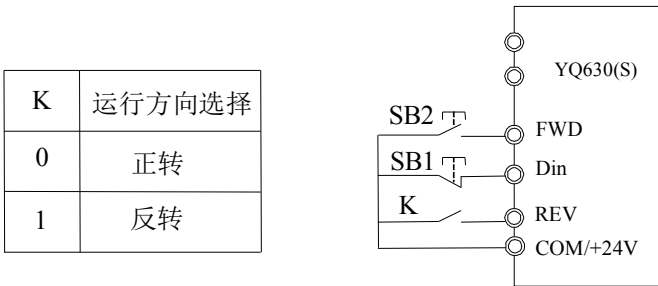 K 运行方向选择
0 正转
1 反转
YQ630(S)
SB2 FWD
SB1 Din
K REV
COM/+24V